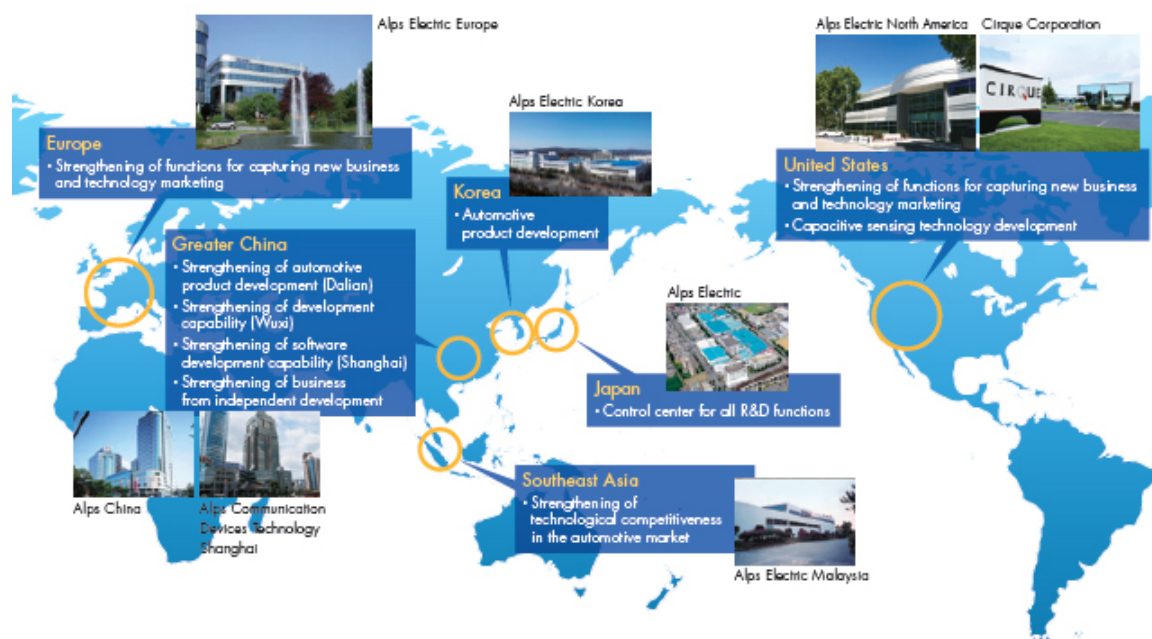 Alps Electric Europe
Alps Electric North America
Cirque Corporation
CIRQUE
Alps Electric Korea
Europe
• Strengthening of functions for capturing new business
and technology marketing
Korea
• Automotive
product development
United States
• Strengthening of functions for capturing new business
and technology marketing
• Capacitive sensing technology development
Greater China
• Strengthening of automotive
product development (Dalian)
• Strengthening of development
capability (Wuxi)
• Strengthening of software
development capability (Shanghai)
• Strengthening of business
from independent development
Alps Electric
Japan
• Control center for all R&D functions
Alps China
Alps Communication
Devices Technology
Shanghai
Southeast Asia
• Strengthening of
technological competitiveness
in the automotive market
Alps Electric Malaysia